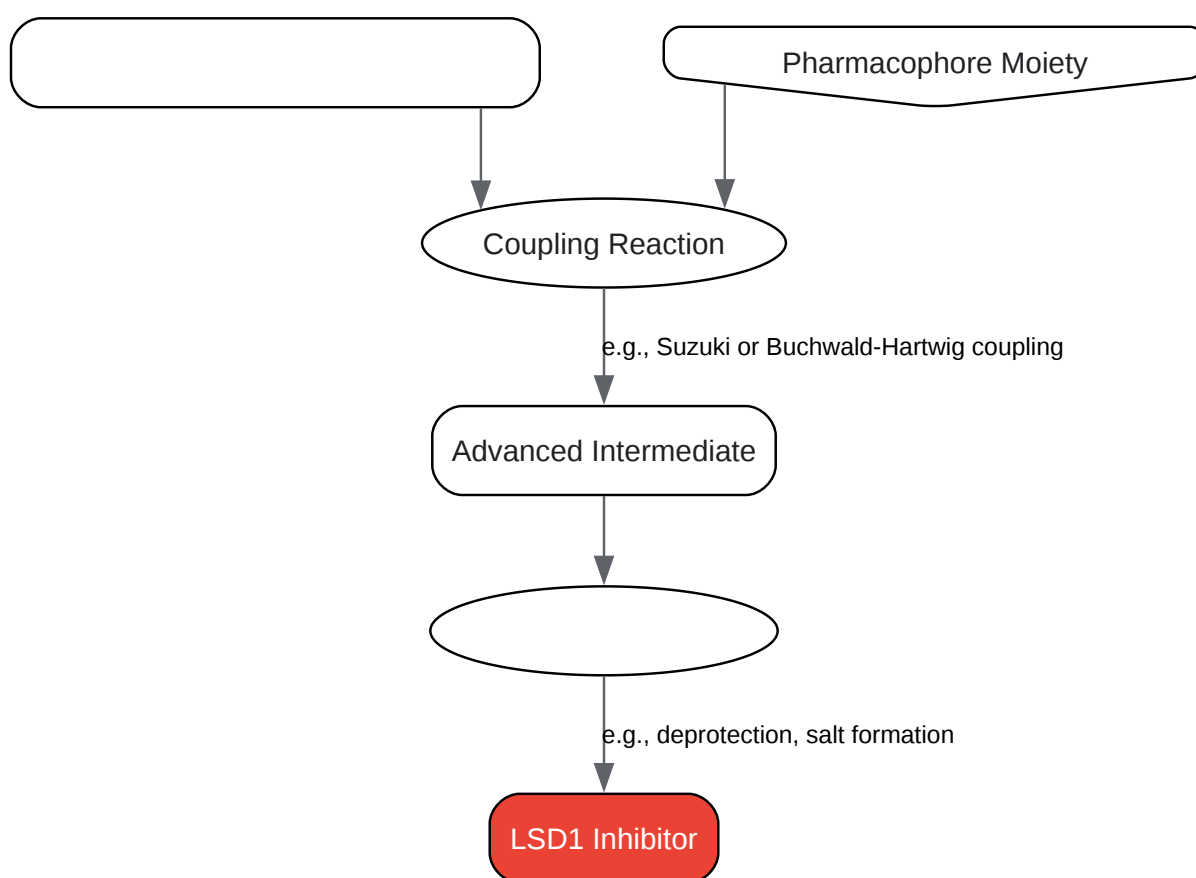 Pharmacophore Moiety
Coupling Reaction
e.g., Suzuki or Buchwald-Hartwig coupling
Advanced Intermediate
e.g., deprotection, salt formation
LSD1 Inhibitor